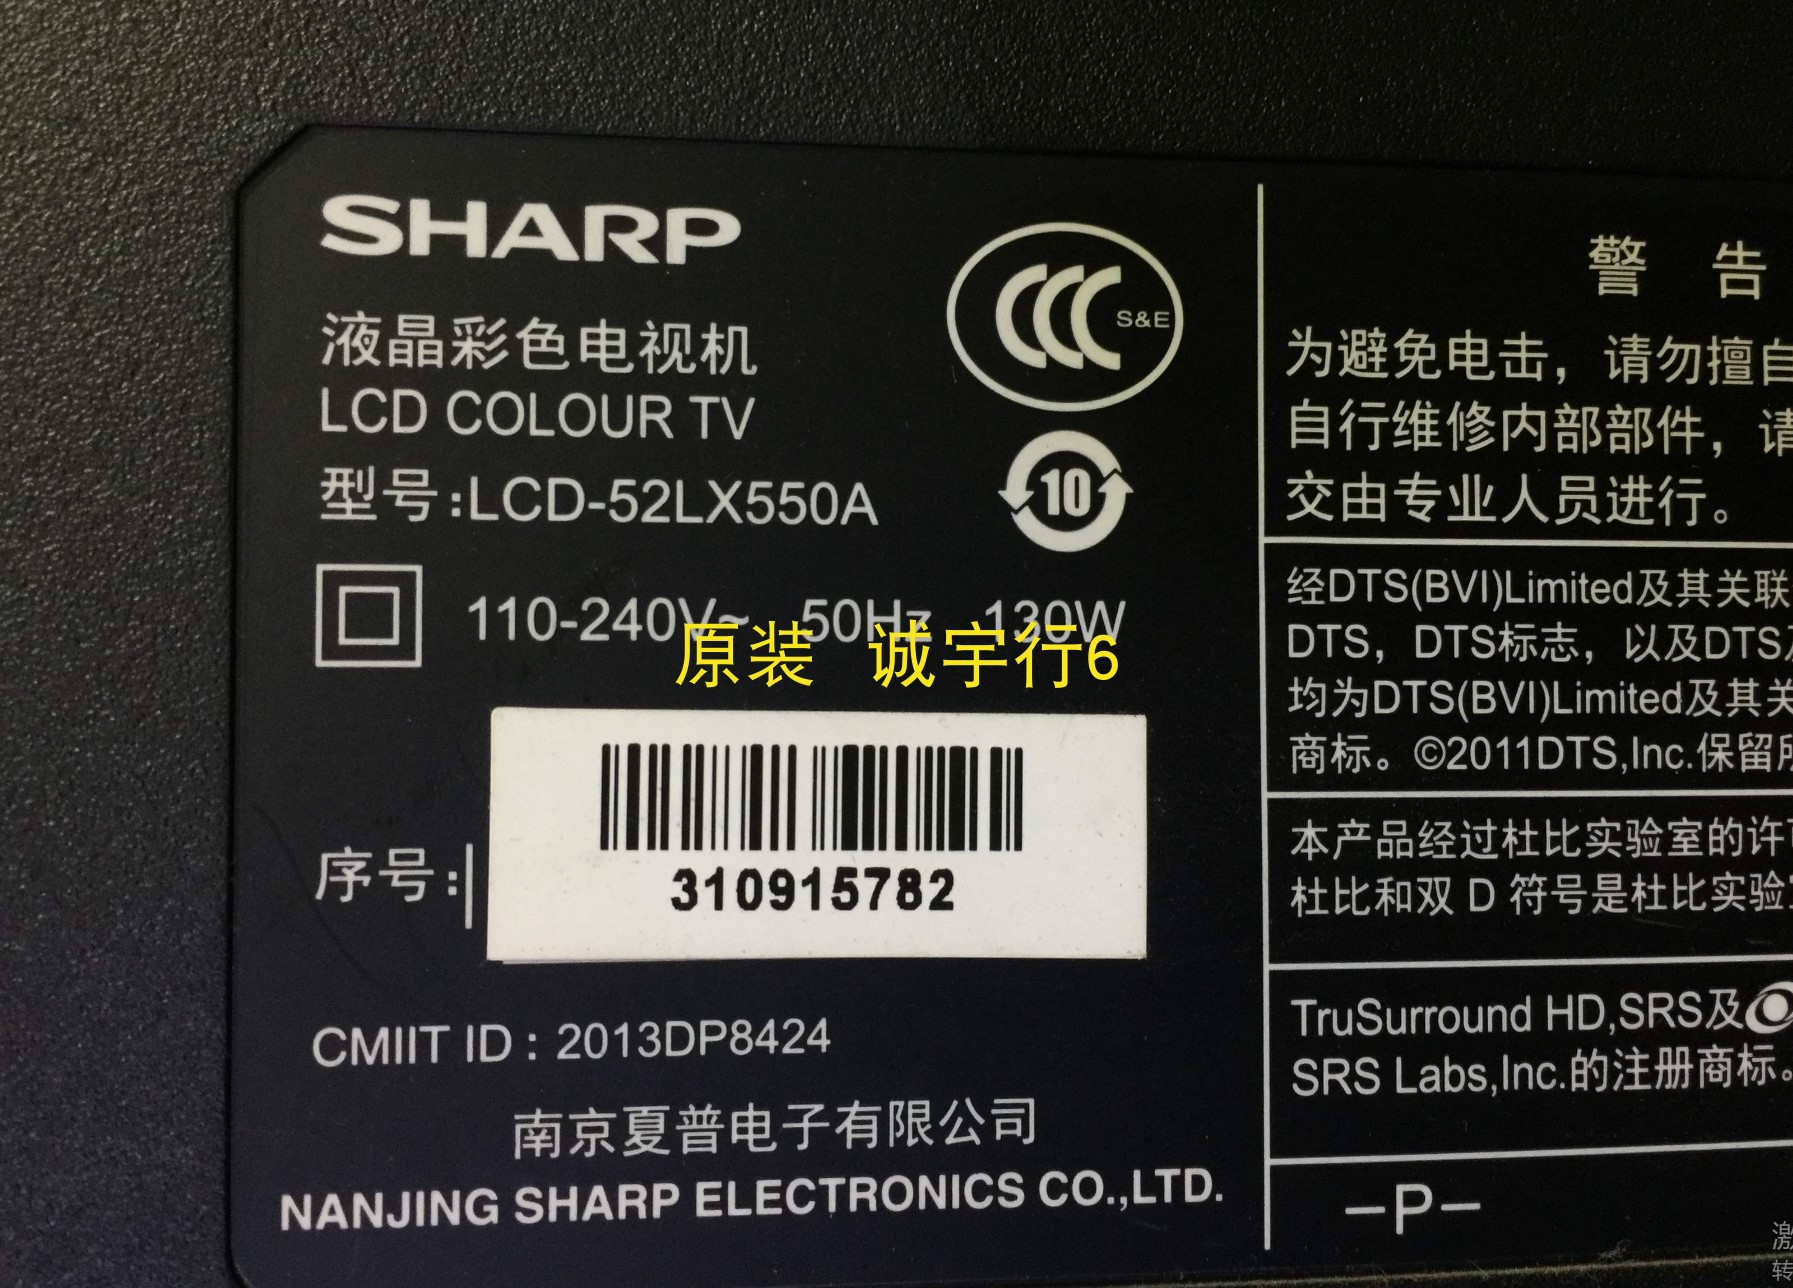 SHARP
液晶彩色电视机
LCD COLOUR TV
型号:LCD-52LX550A
CCC S&E
10
110-240V~ 50Hz 130W
原装 诚宇行6
310915782
序号:
CMIIT ID : 2013DP8424
南京夏普电子有限公司
NANJING SHARP ELECTRONICS CO.,LTD.
警 告
为避免电击，请勿擅自
自行维修内部部件，请
交由专业人员进行。
经DTS(BVI)Limited及其关联
DTS，DTS标志，以及DTS
均为DTS(BVI)Limited及其关
商标。©2011DTS,Inc.保留所
本产品经过杜比实验室的许可
杜比和双 D 符号是杜比实验室
TruSurround HD,SRS及
SRS Labs,Inc.的注册商标。
-P-
激
转